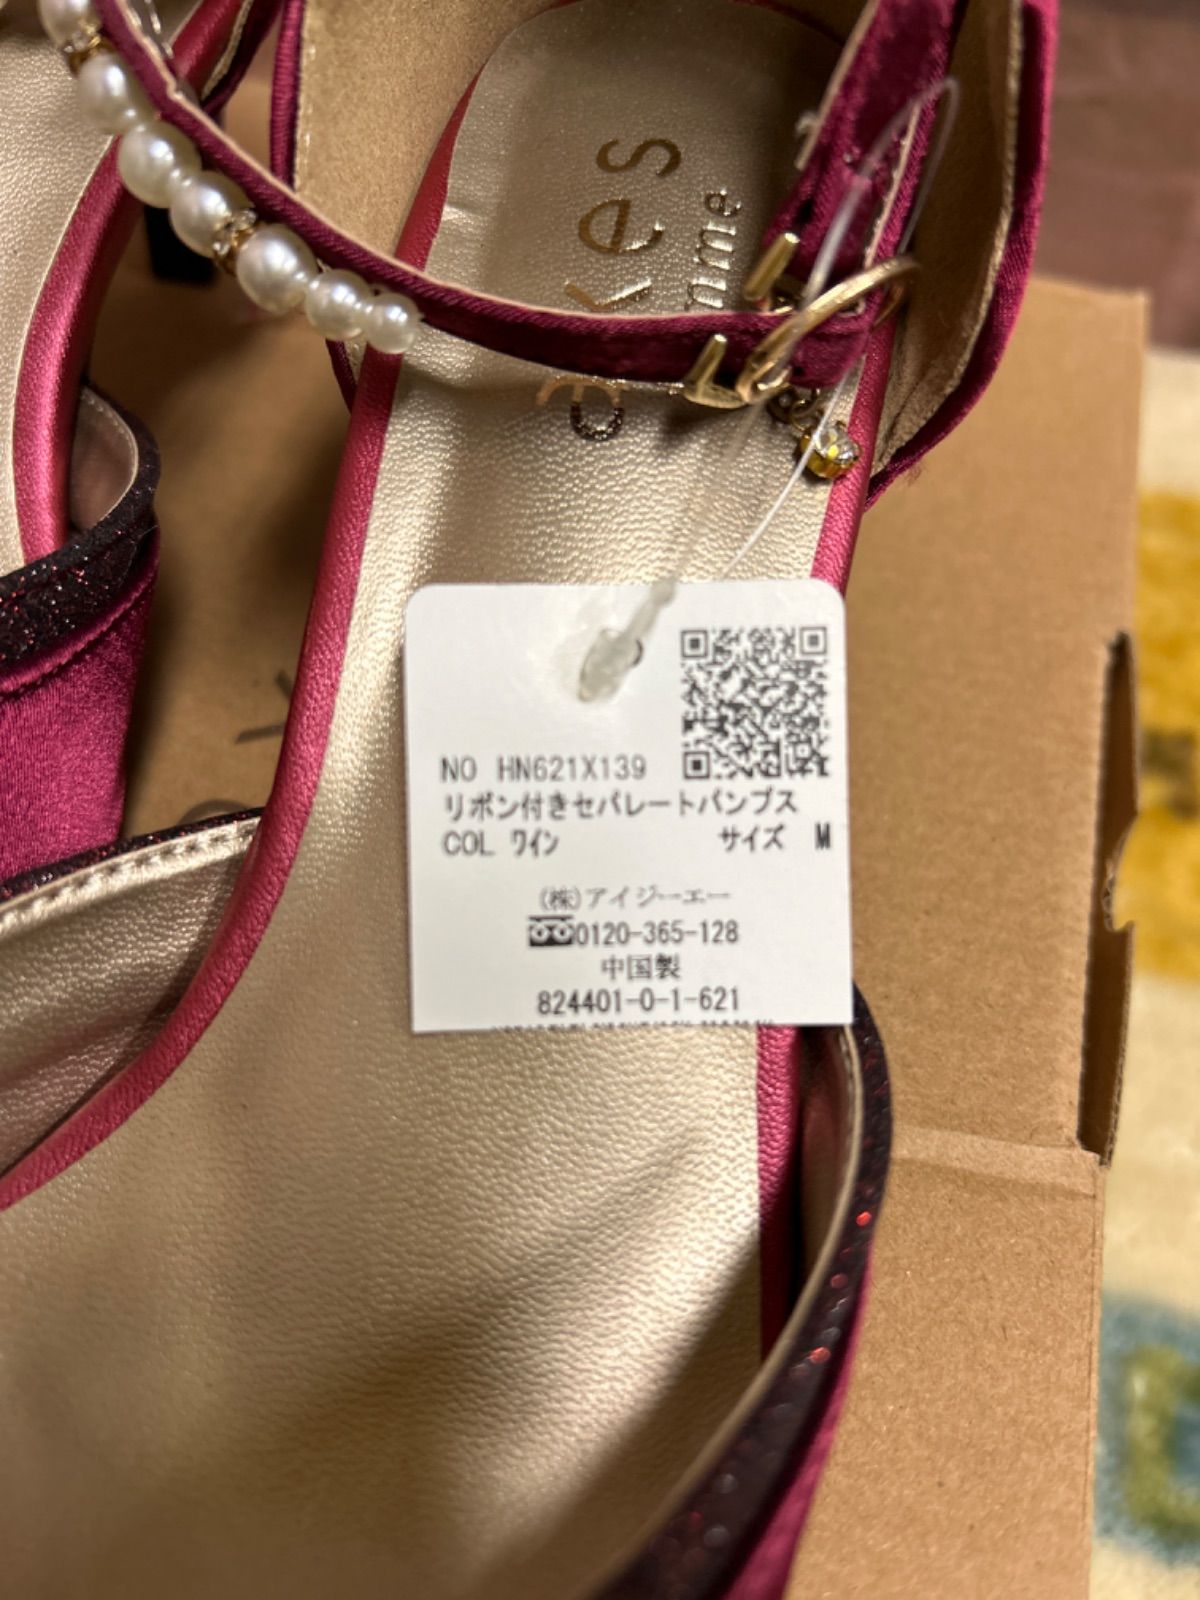 axes
NO HN621X139
リボン付きセパレートパンプス
COL ワイン サイズ M
(株)アイジーエー
0120-365-128
中国製
824401-0-1-621